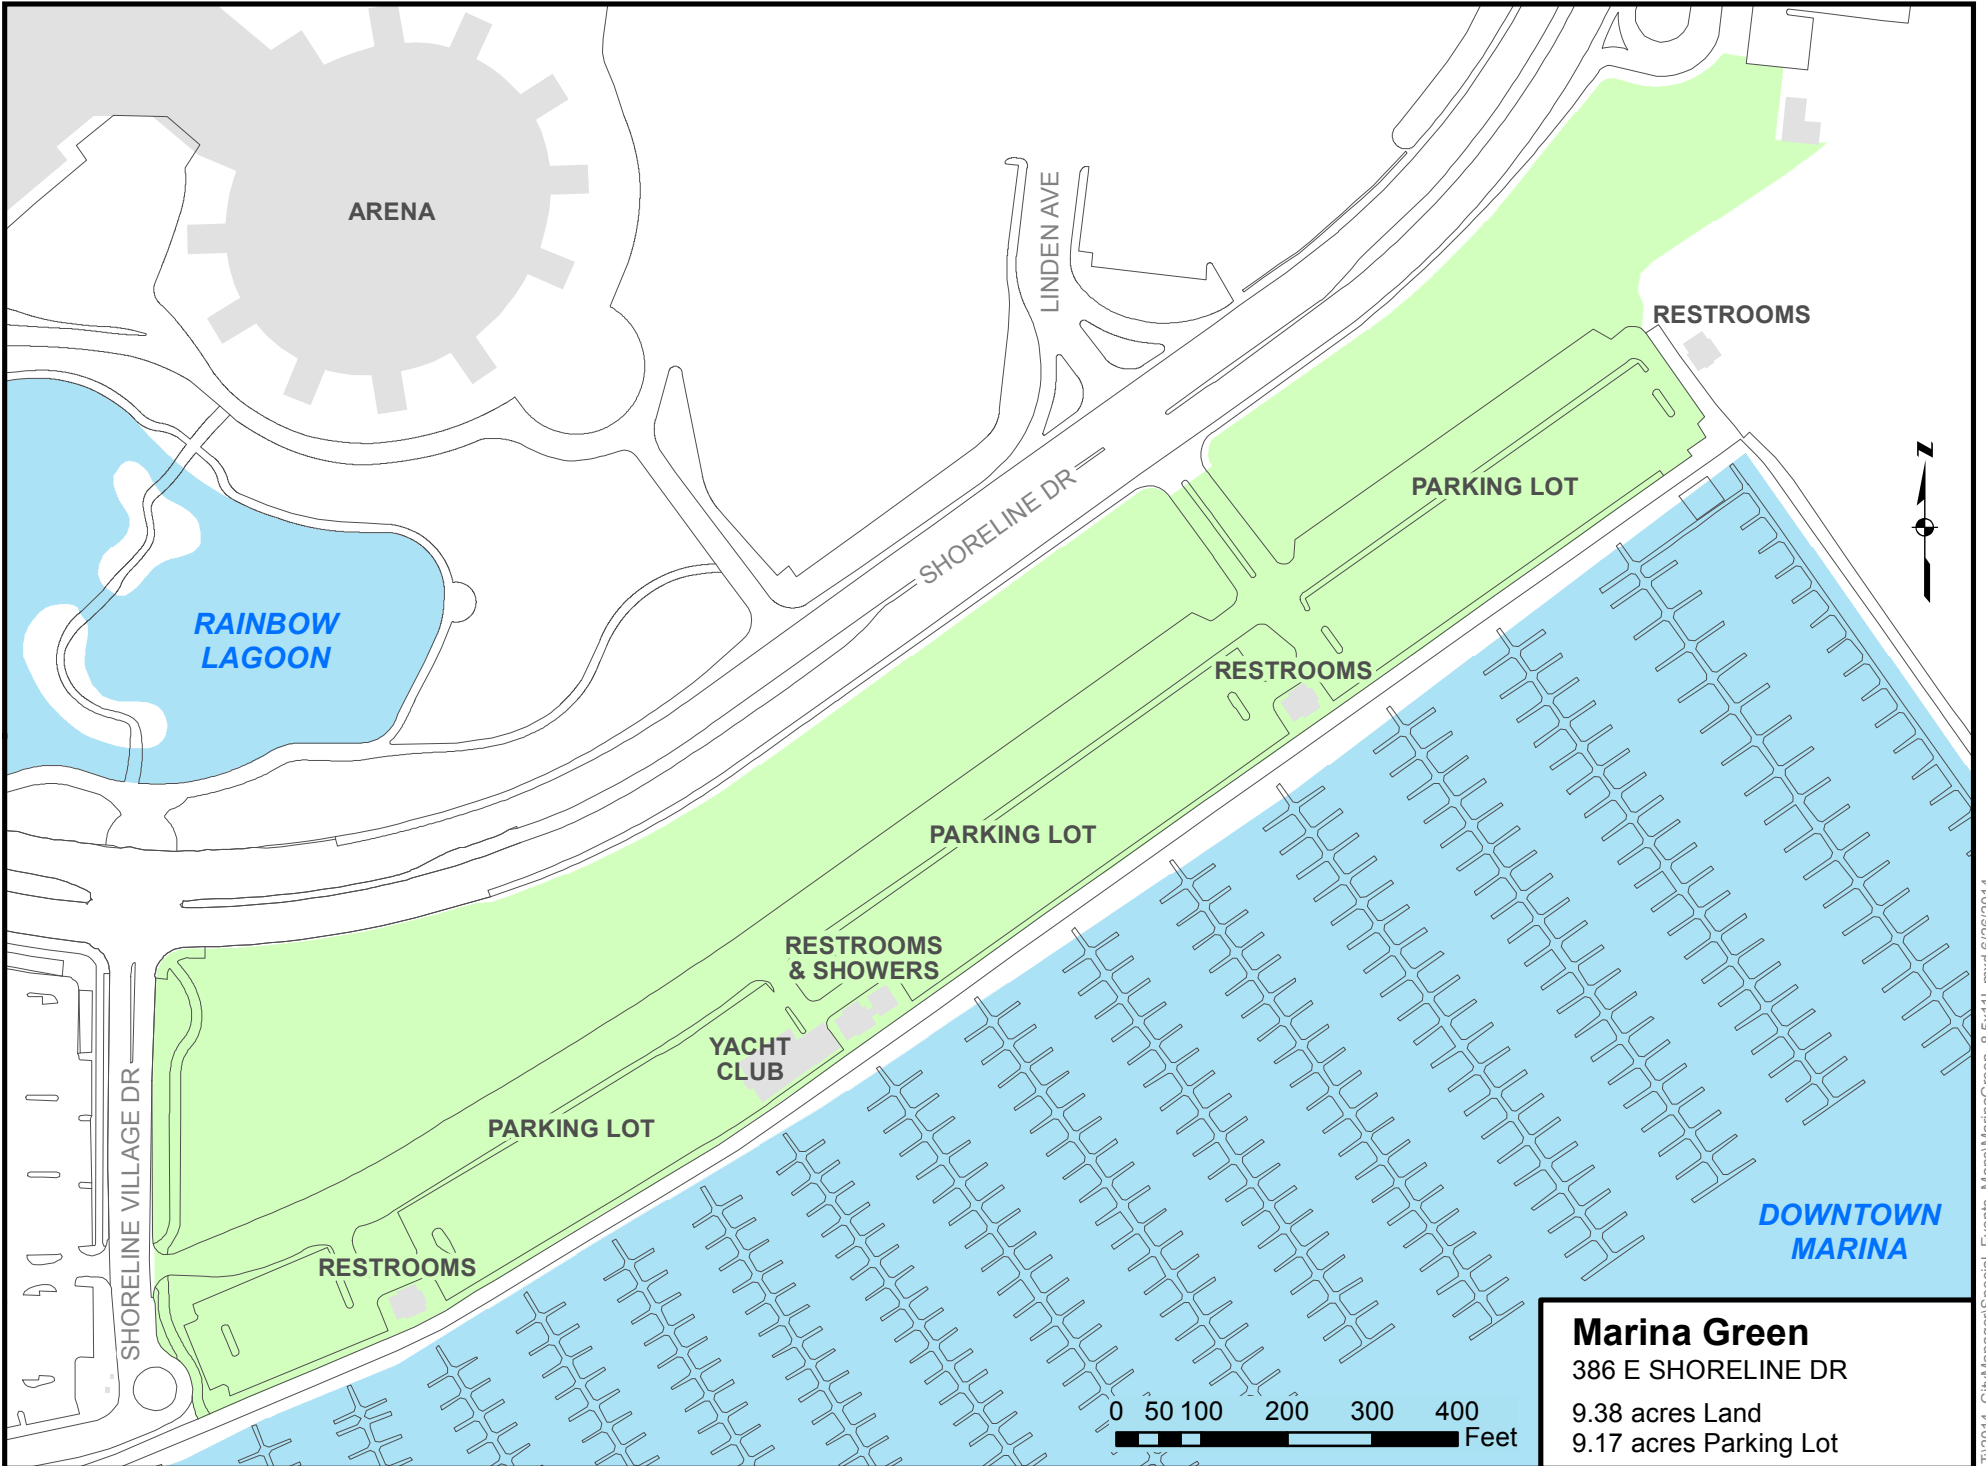 ARENA
LINDEN AVE
RESTROOMS
N
PARKING LOT
SHORELINE DR
RAINBOW
LAGOON
RESTROOMS
PARKING LOT
RESTROOMS
& SHOWERS
YACHT
CLUB
PARKING LOT
SHORELINE VILLAGE DR
RESTROOMS
DOWNTOWN
MARINA
0 50 100 200 300 400
Feet
Marina Green
386 E SHORELINE DR
9.38 acres Land
9.17 acres Parking Lot